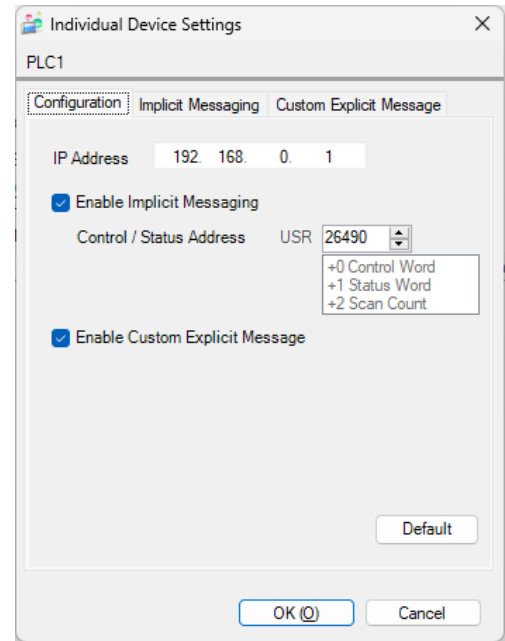 Individual Device Settings
PLC1
Configuration Implicit Messaging Custom Explicit Message
IP Address 192. 168. 0. 1
Enable Implicit Messaging
Control / Status Address USR 26490
+0 Control Word
+1 Status Word
+2 Scan Count
Enable Custom Explicit Message
Default
OK (O) Cancel